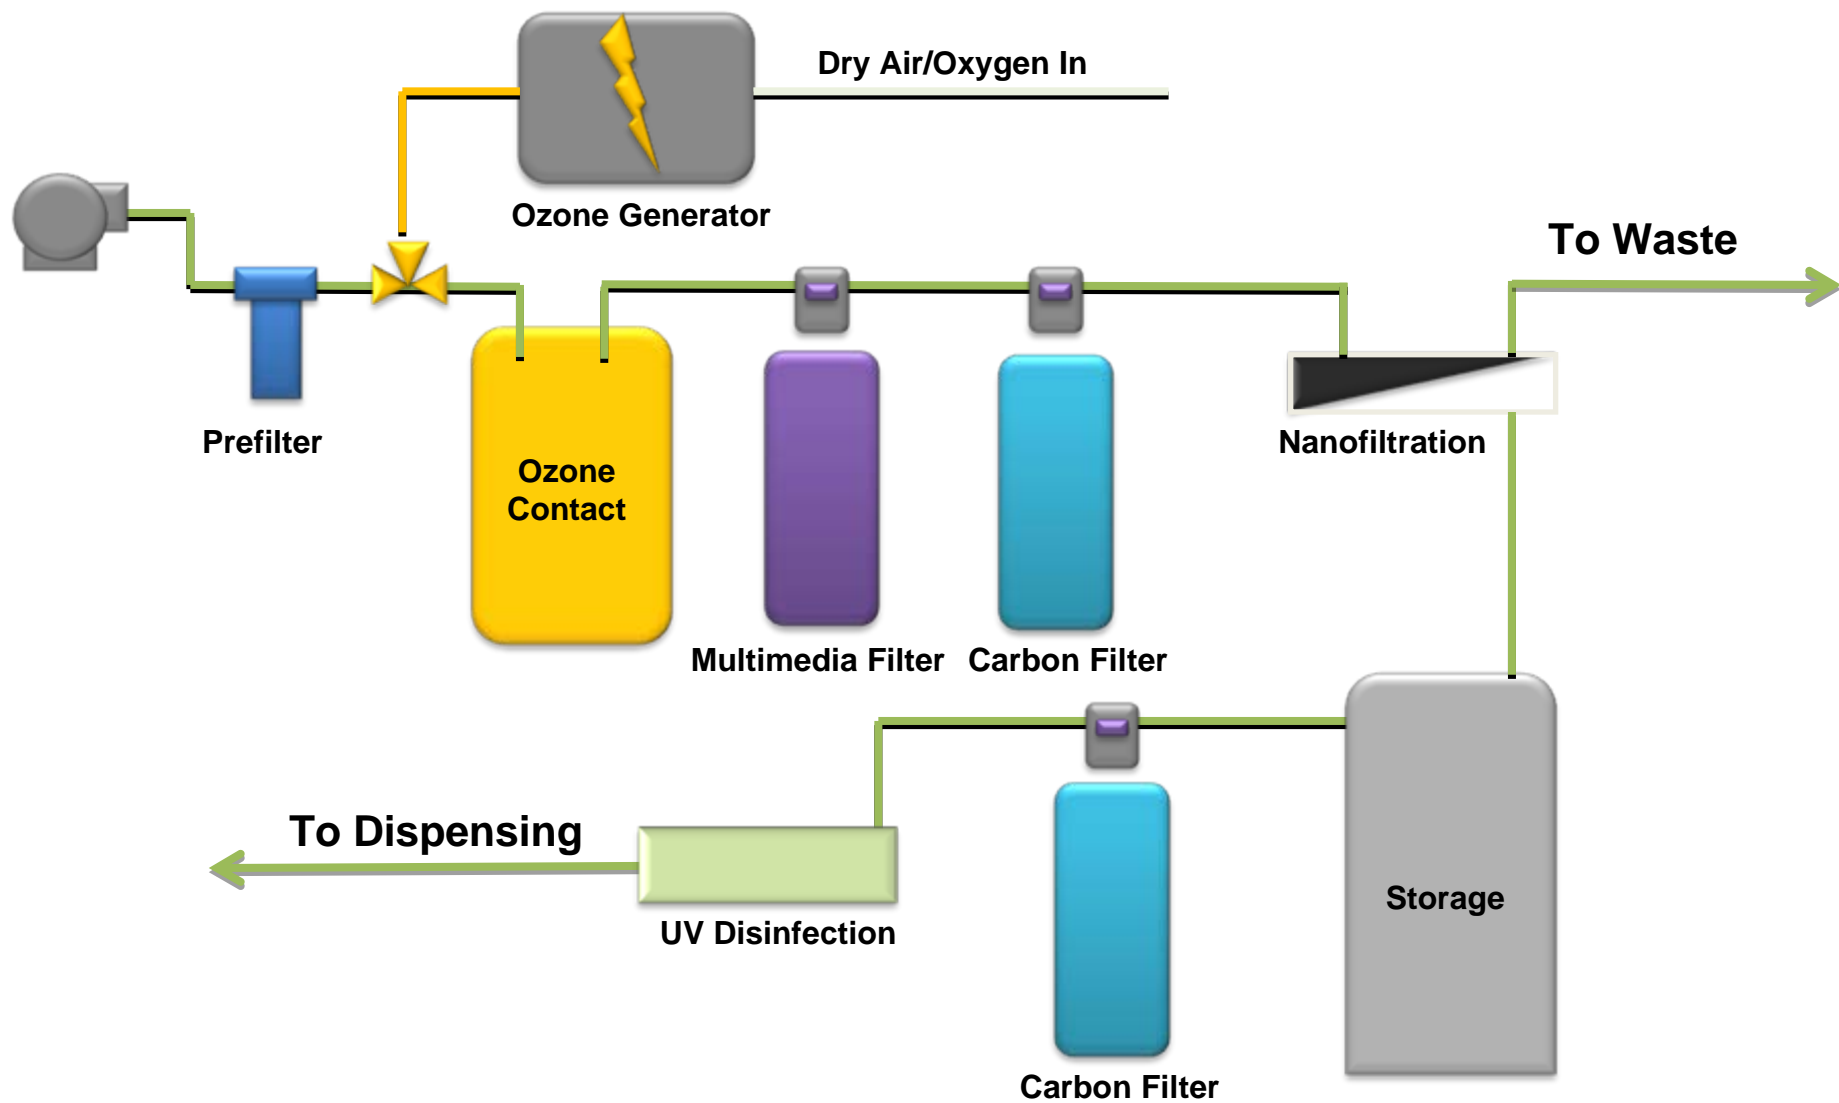 Dry Air/Oxygen In
Ozone Generator
To Waste
Prefilter
Ozone
Contact
Nanofiltration
Multimedia Filter
Carbon Filter
To Dispensing
UV Disinfection
Storage
Carbon Filter